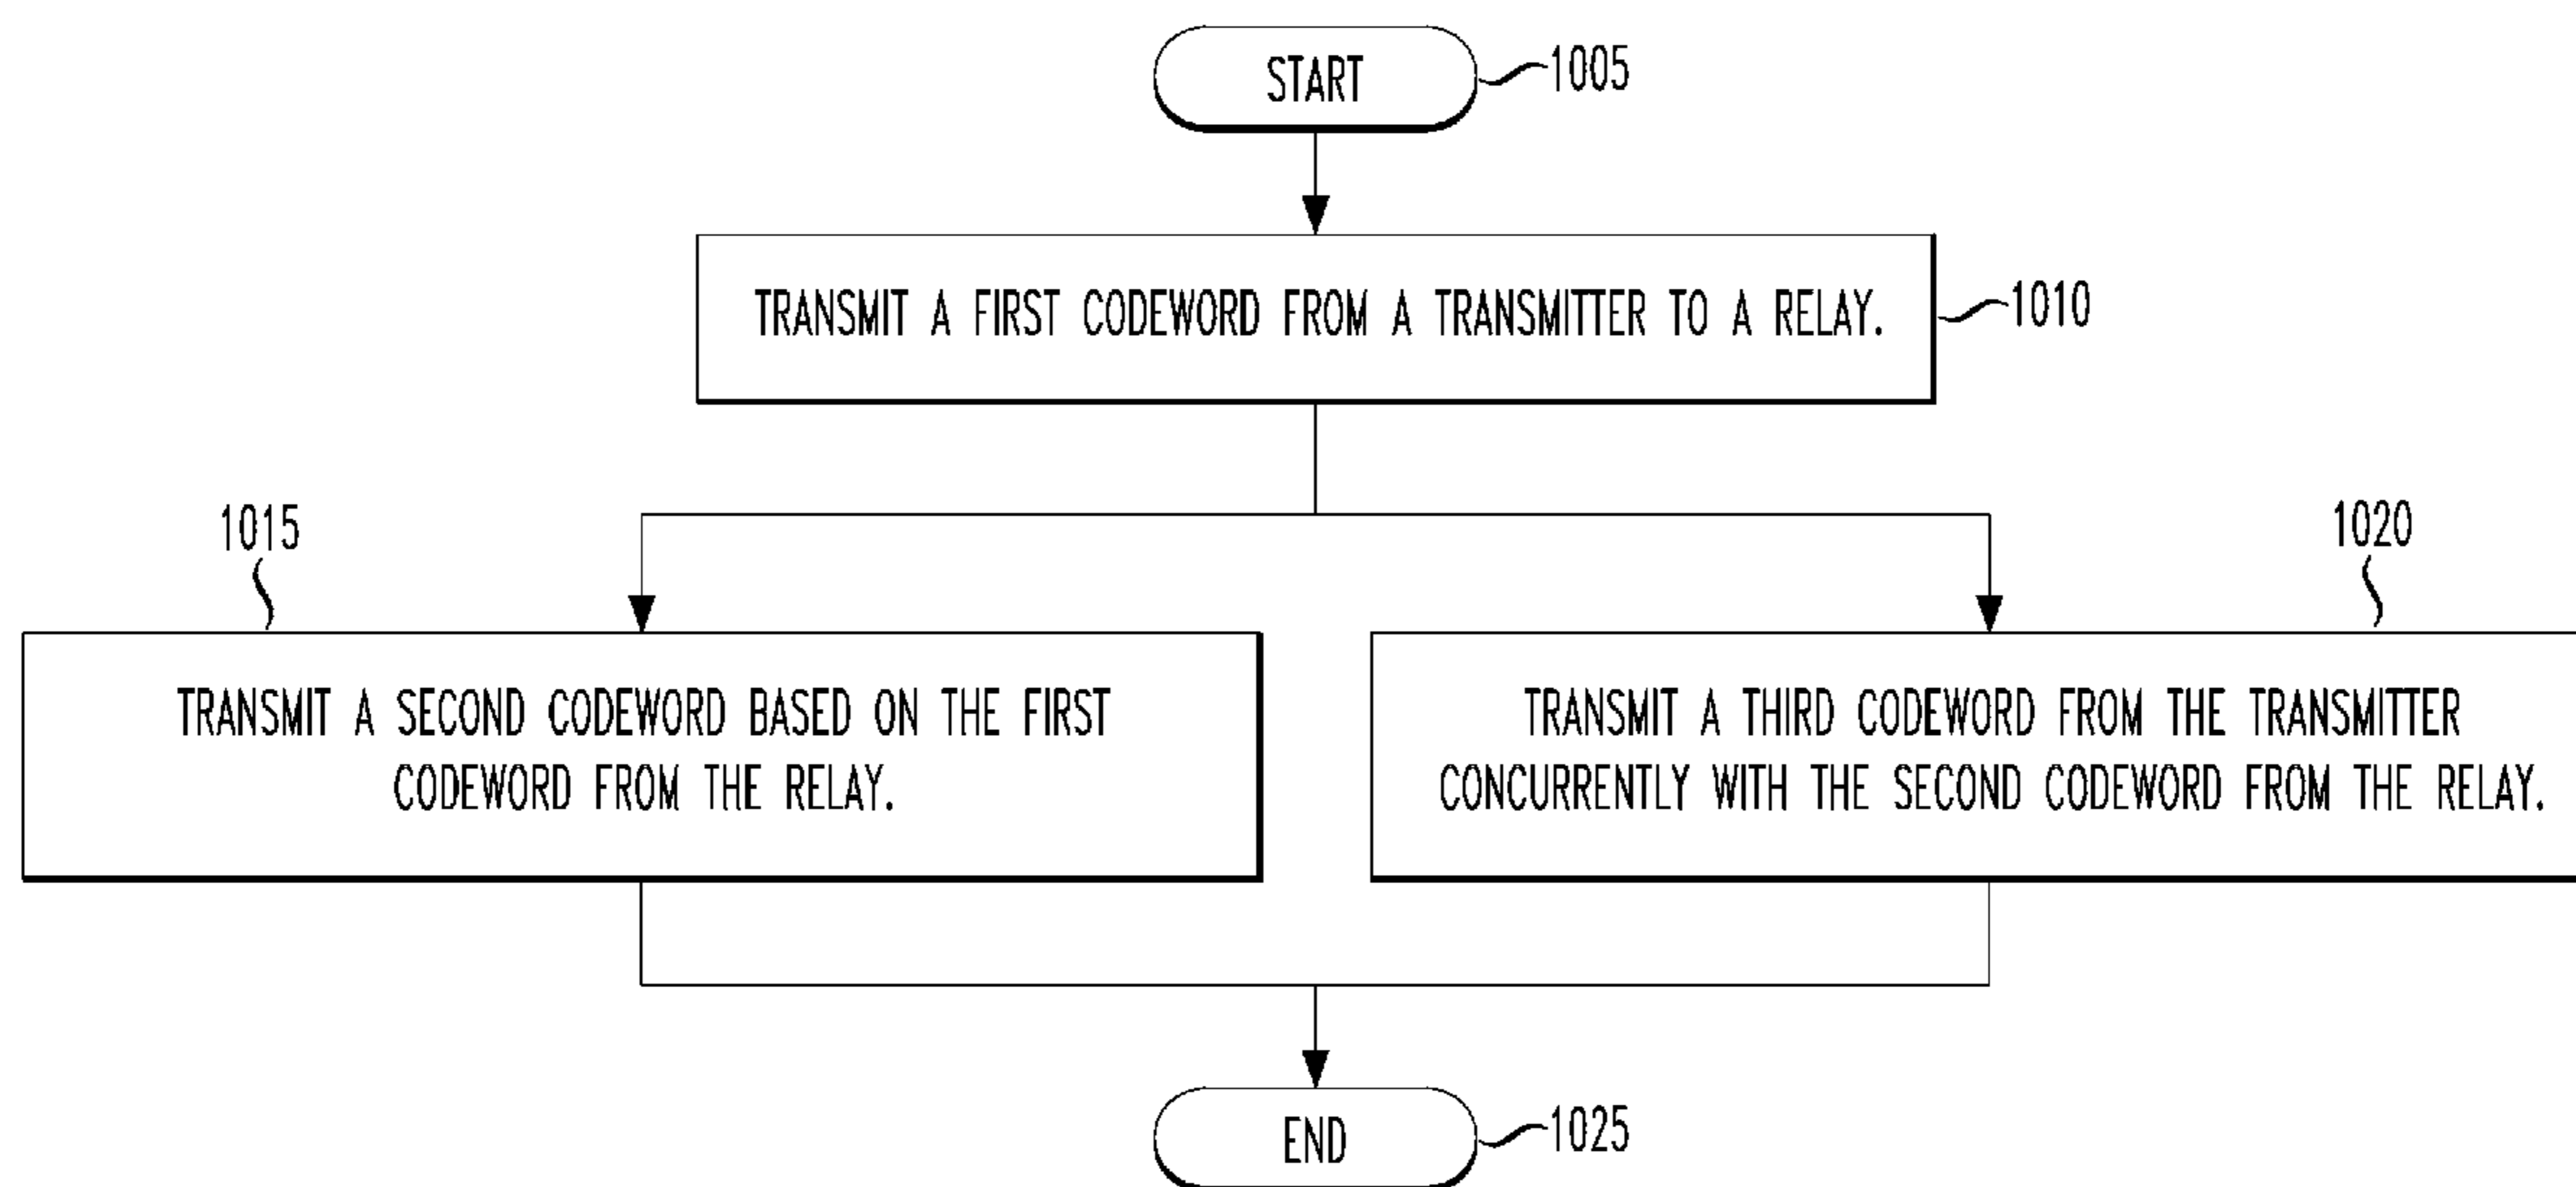 START
1005
TRANSMIT A FIRST CODEWORD FROM A TRANSMITTER TO A RELAY.
1010
1015
1020
TRANSMIT A SECOND CODEWORD BASED ON THE FIRST
CODEWORD FROM THE RELAY.
TRANSMIT A THIRD CODEWORD FROM THE TRANSMITTER
CONCURRENTLY WITH THE SECOND CODEWORD FROM THE RELAY.
END
1025